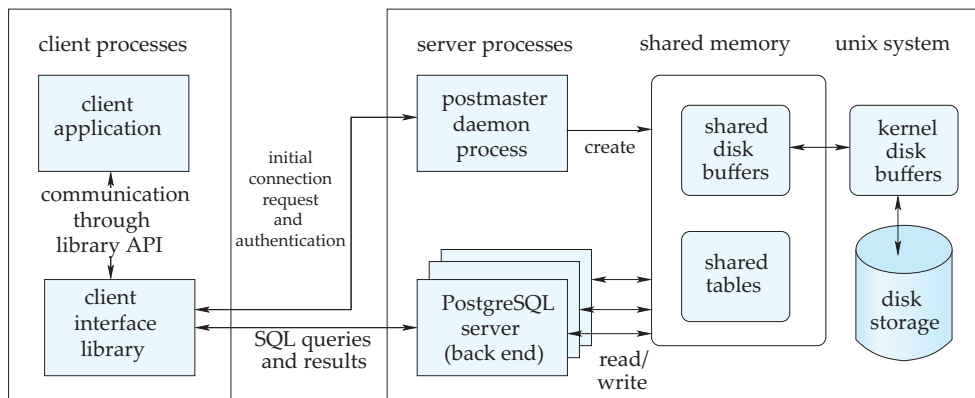 client processes
client
application
communication
through
library API
client
interface
library
initial
connection
request
and
authentication
SQL queries
and results
server processes
postmaster
daemon
process
create
PostgreSQL
server
(back end)
read/
write
shared memory
shared
disk
buffers
shared
tables
unix system
kernel
disk
buffers
disk
storage